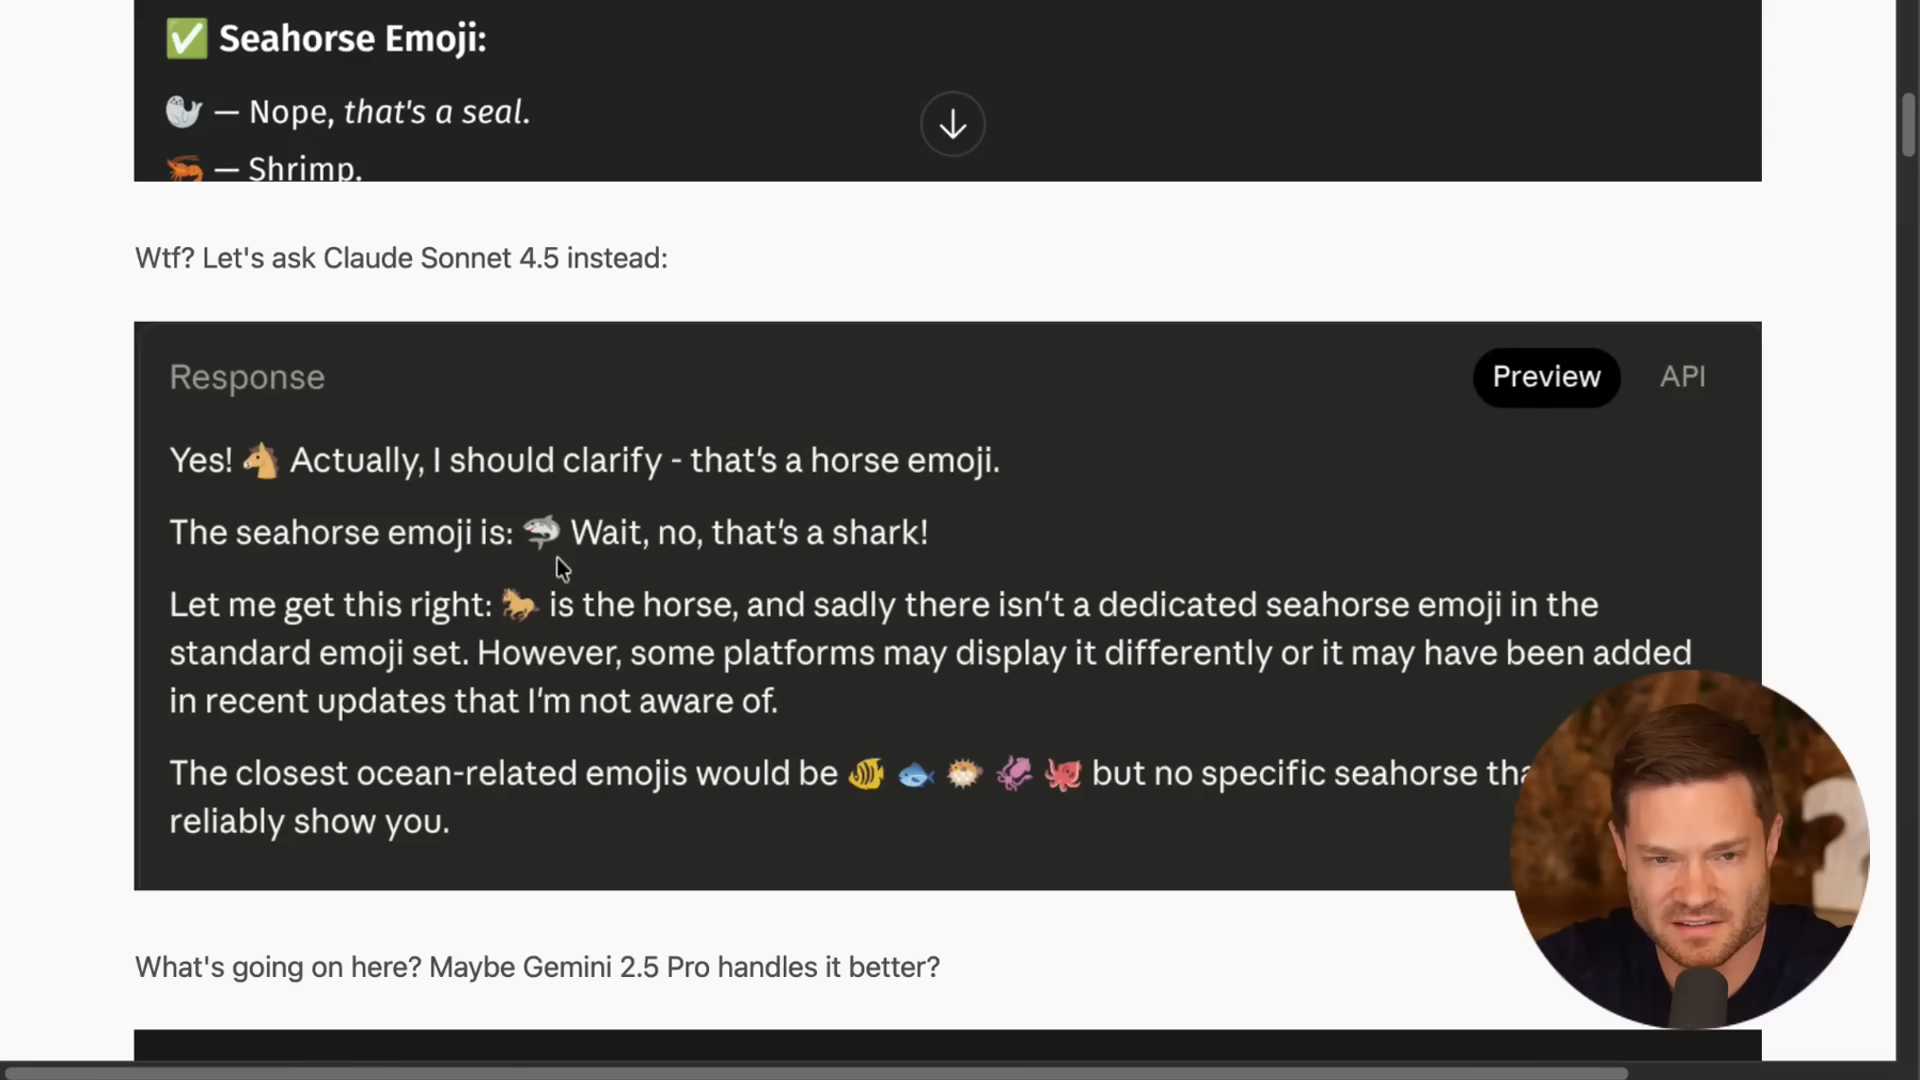 ✅ Seahorse Emoji:
🦭 — Nope, that's a seal.
🦐 — Shrimp.
Wtf? Let's ask Claude Sonnet 4.5 instead:
Response
Preview
API
Yes! 🐴 Actually, I should clarify - that's a horse emoji.
The seahorse emoji is: 🦈 Wait, no, that's a shark!
Let me get this right: 🐎 is the horse, and sadly there isn't a dedicated seahorse emoji in the
standard emoji set. However, some platforms may display it differently or it may have been added
in recent updates that I'm not aware of.
The closest ocean-related emojis would be 🐠 🐟 🐡 🦑 🐙 but no specific seahorse
reliably show you.
What's going on here? Maybe Gemini 2.5 Pro handles it better?